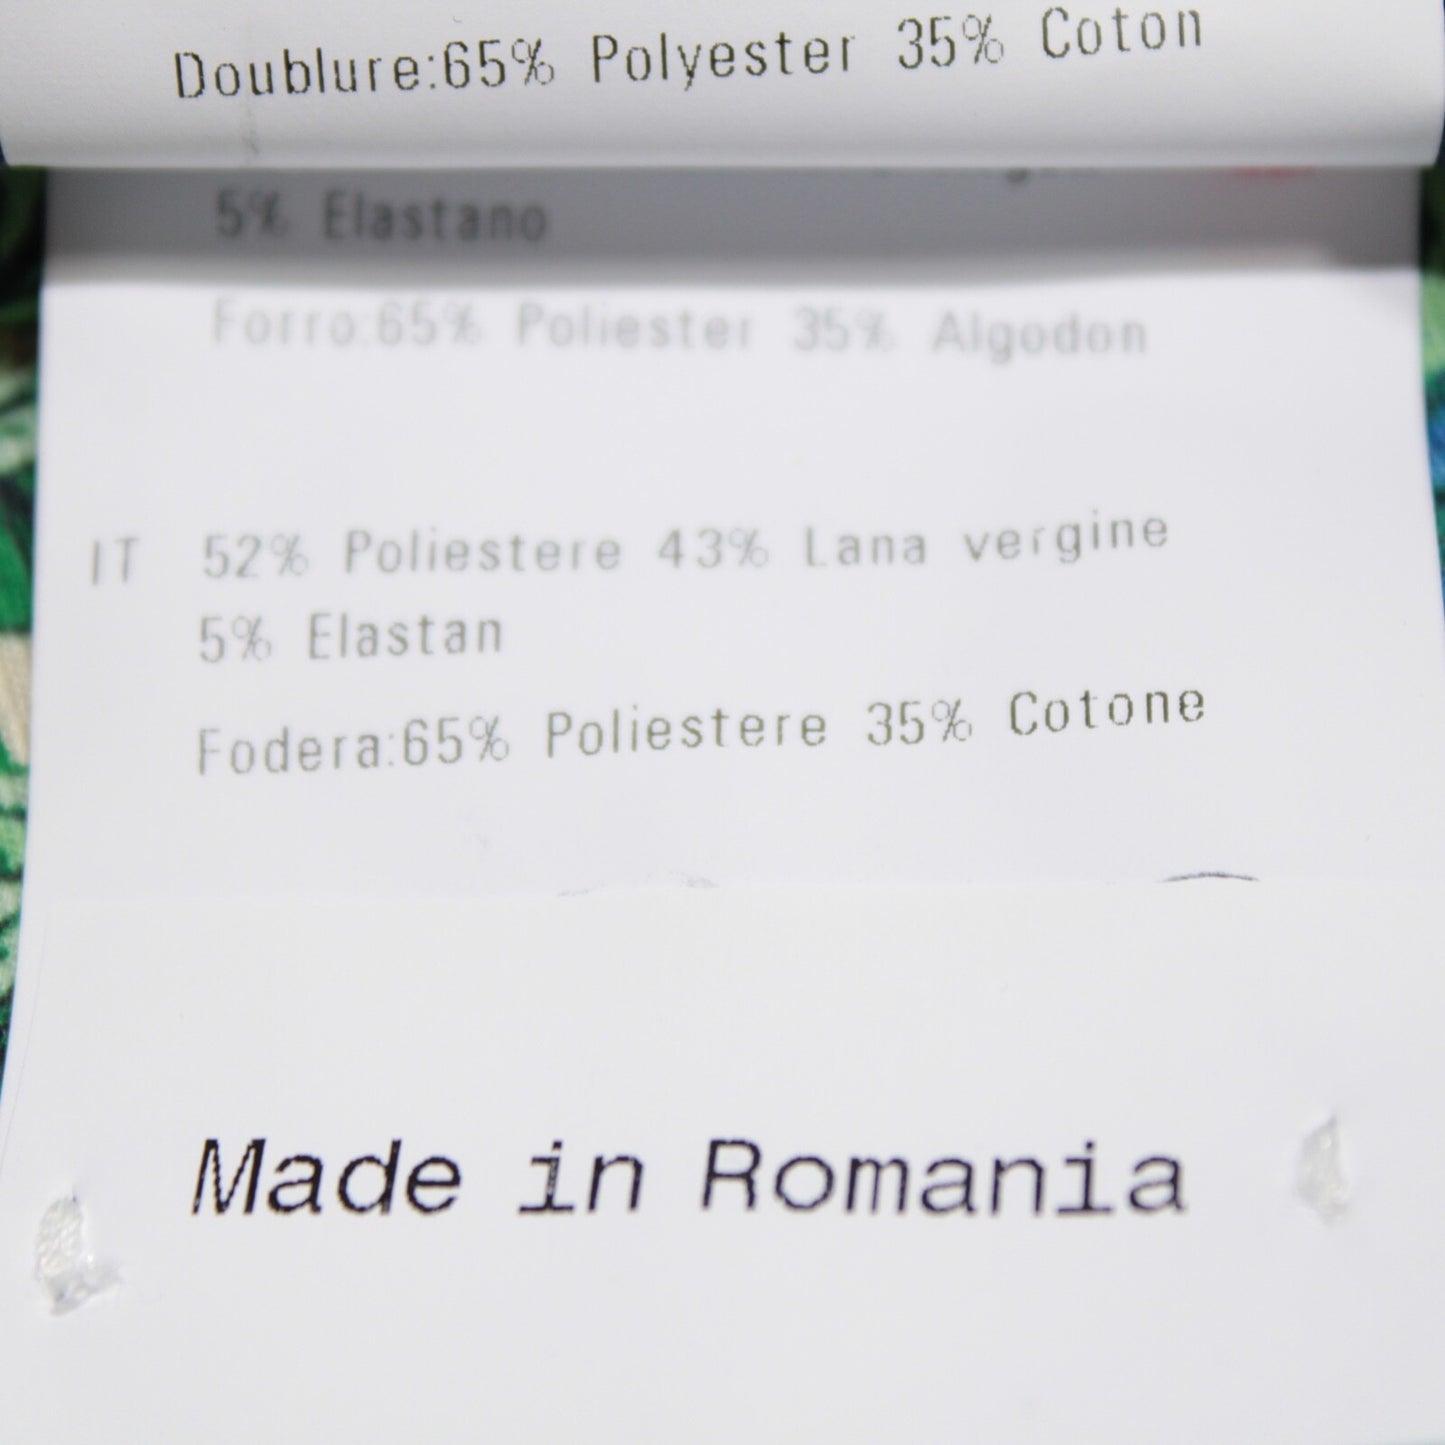 Doublure:65% Polyester 35% Coton
5% Elastano
Forro:65% Poliester 35% Algodon
IT 52% Poliestere 43% Lana vergine
5% Elastan
Fodera:65% Poliestere 35% Cotone
Made in Romania